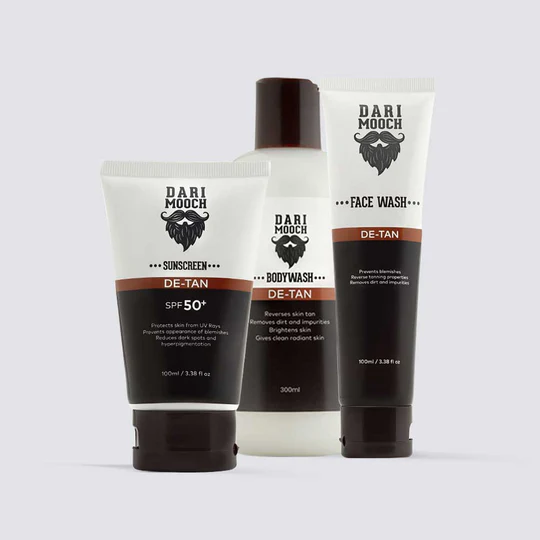 DARI
MOOCH
SUNSCREEN
DE-TAN
SPF 50+
Protects skin from UV Rays
Prevents appearance of blemishes
Reduces dark spots and
hyperpigmentation
100ml / 3.38 fl oz
DARI
MOOCH
BODYWASH
DE-TAN
Reverses skin tan
Removes dirt and impurities
Brightens skin
Gives clean radiant skin
300ml
DARI
MOOCH
FACE WASH
DE-TAN
Prevents blemishes
Reverse tanning properties
Removes dirt and impurities
100ml / 3.38 fl oz